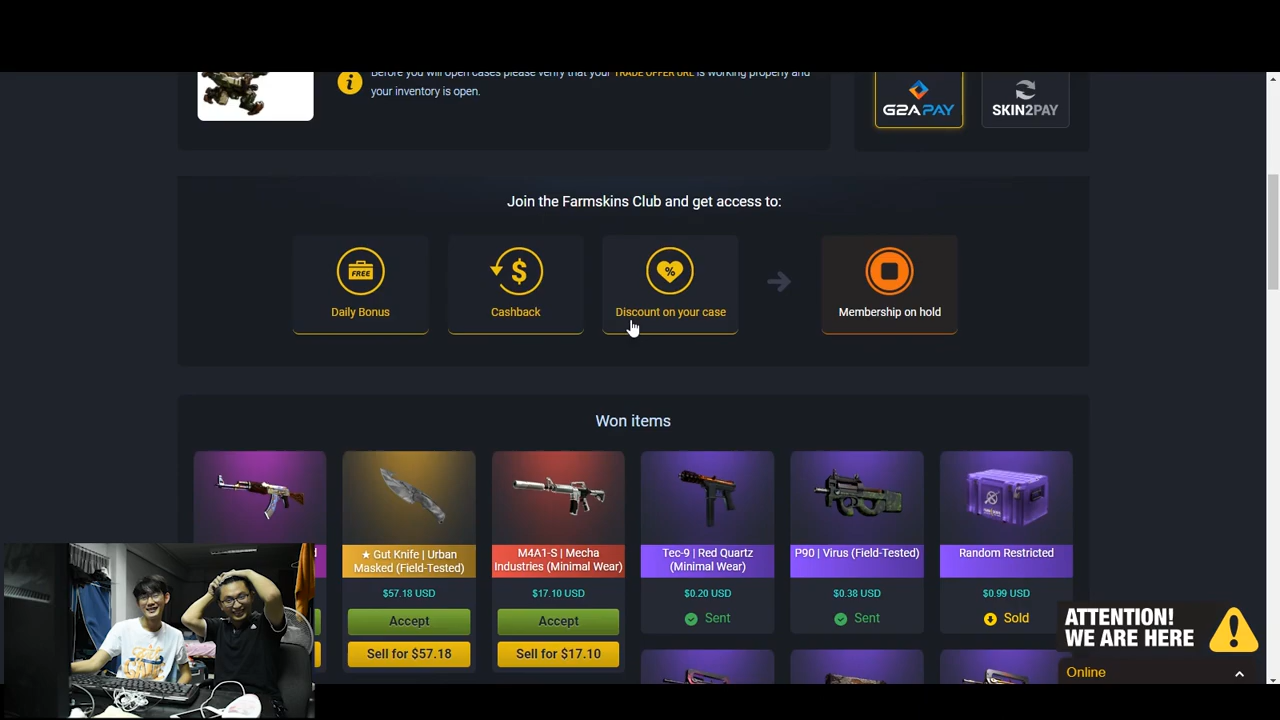 Before you will open cases please verify that your TRADE OFFER URL is working properly and
your inventory is open.
G2A PAY
SKIN2PAY
Join the Farmskins Club and get access to:
FREE
$
%
Daily Bonus
Cashback
Discount on your case
Membership on hold
Won items
★ Gut Knife | Urban
Masked (Field-Tested)
M4A1-S | Mecha
Industries (Minimal Wear)
Tec-9 | Red Quartz
(Minimal Wear)
P90 | Virus (Field-Tested)
Random Restricted
$57.18 USD
$17.10 USD
$0.20 USD
$0.38 USD
$0.99 USD
Accept
Accept
Sent
Sent
Sold
Sell for $57.18
Sell for $17.10
ATTENTION!
WE ARE HERE
Online